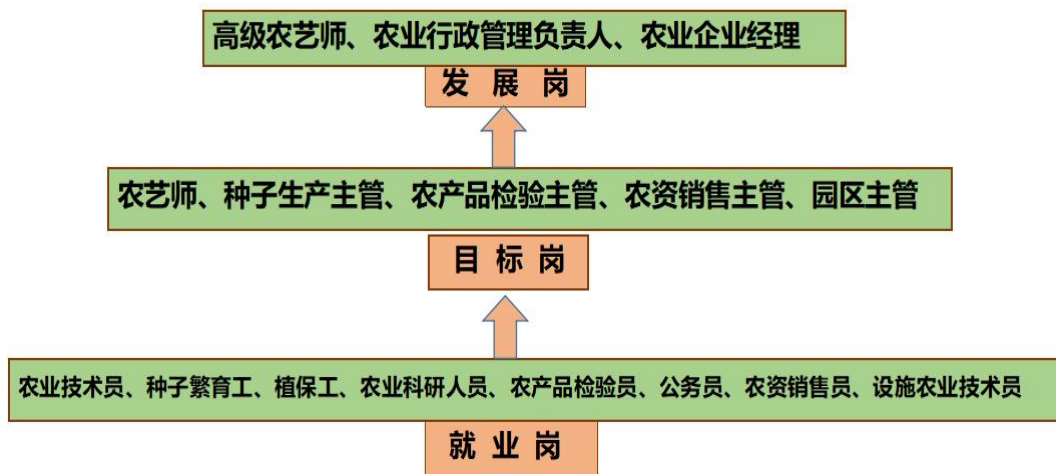 高级农艺师、农业行政管理负责人、农业企业经理
发 展 岗
农艺师、种子生产主管、农产品检验主管、农资销售主管、园区主管
目 标 岗
农业技术员、种子繁育工、植保工、农业科研人员、农产品检验员、公务员、农资销售员、设施农业技术员
就 业 岗